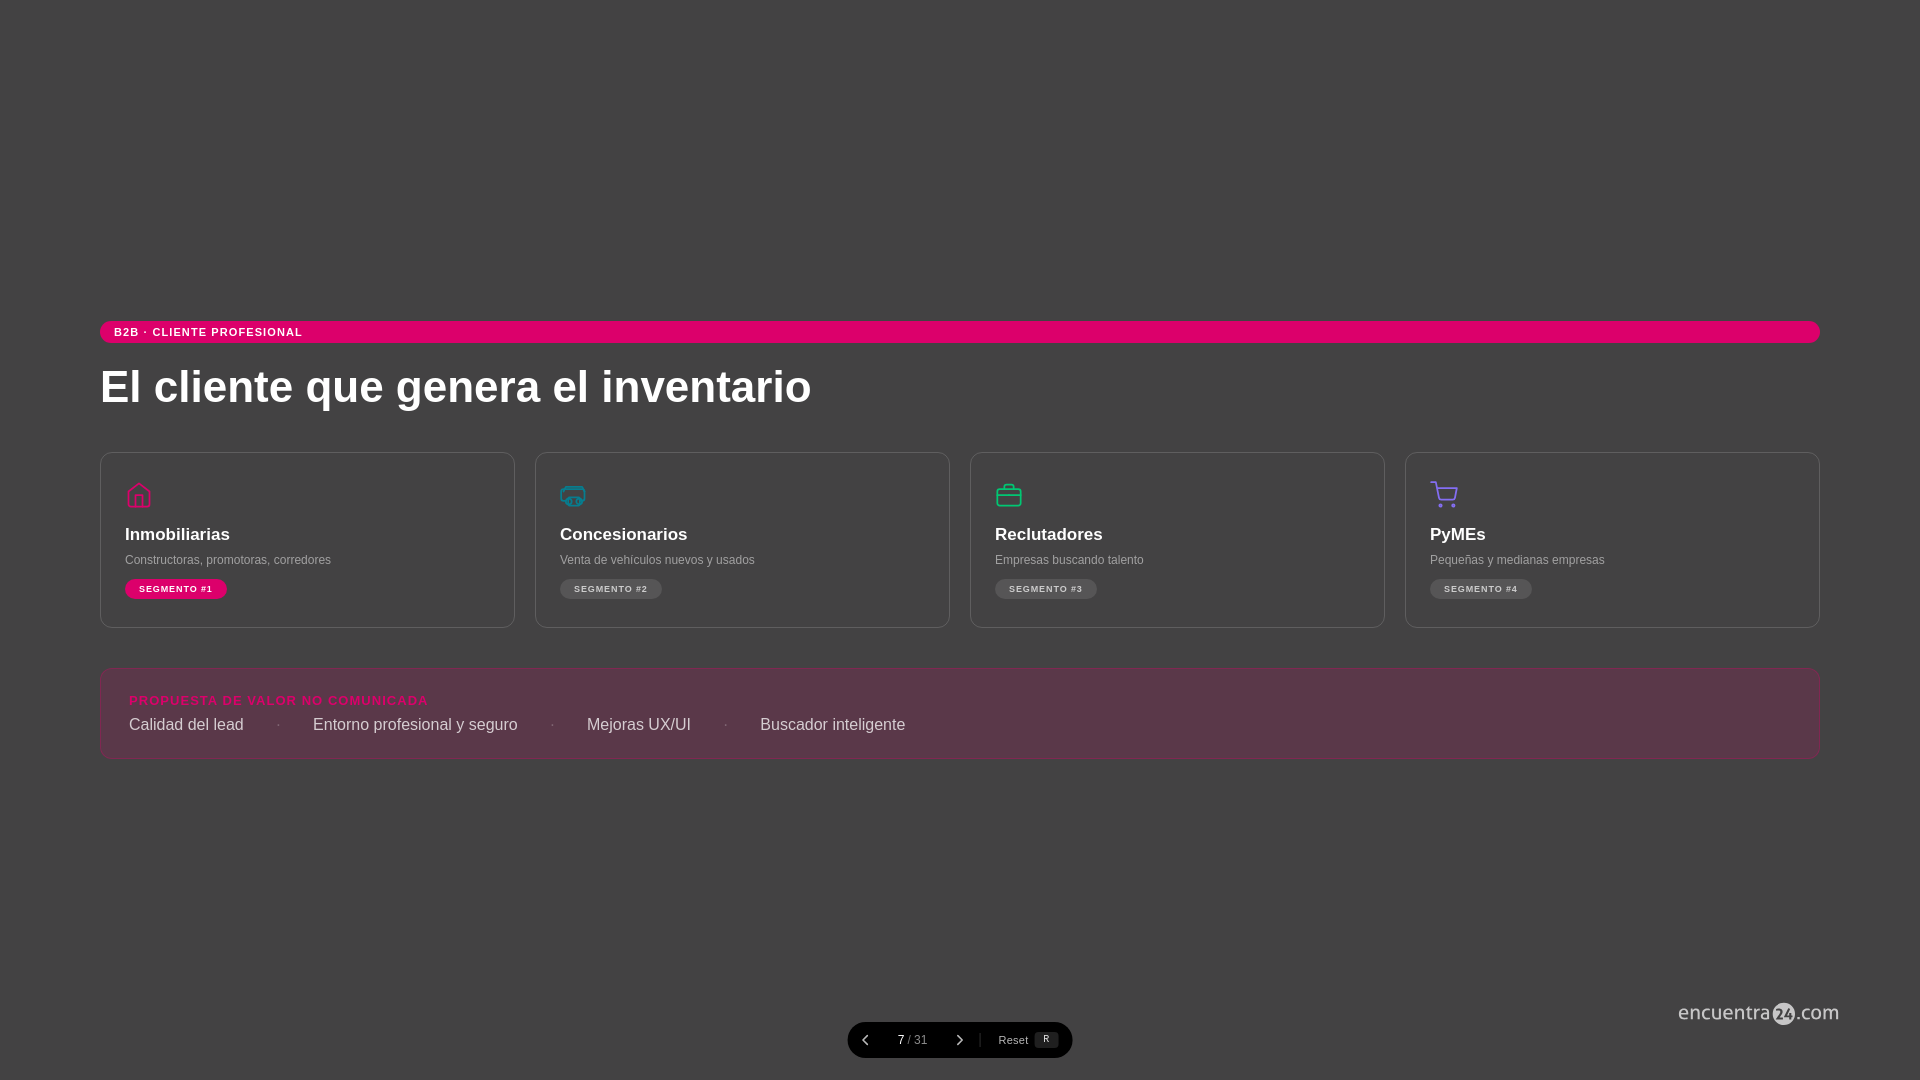 B2B · CLIENTE PROFESIONAL
El cliente que genera el inventario
Inmobiliarias
Constructoras, promotoras, corredores
SEGMENTO #1
Concesionarios
Venta de vehículos nuevos y usados
SEGMENTO #2
Reclutadores
Empresas buscando talento
SEGMENTO #3
PyMEs
Pequeñas y medianas empresas
SEGMENTO #4
PROPUESTA DE VALOR NO COMUNICADA
Calidad del lead · Entorno profesional y seguro · Mejoras UX/UI · Buscador inteligente
encuentra24.com
7 / 31 Reset R